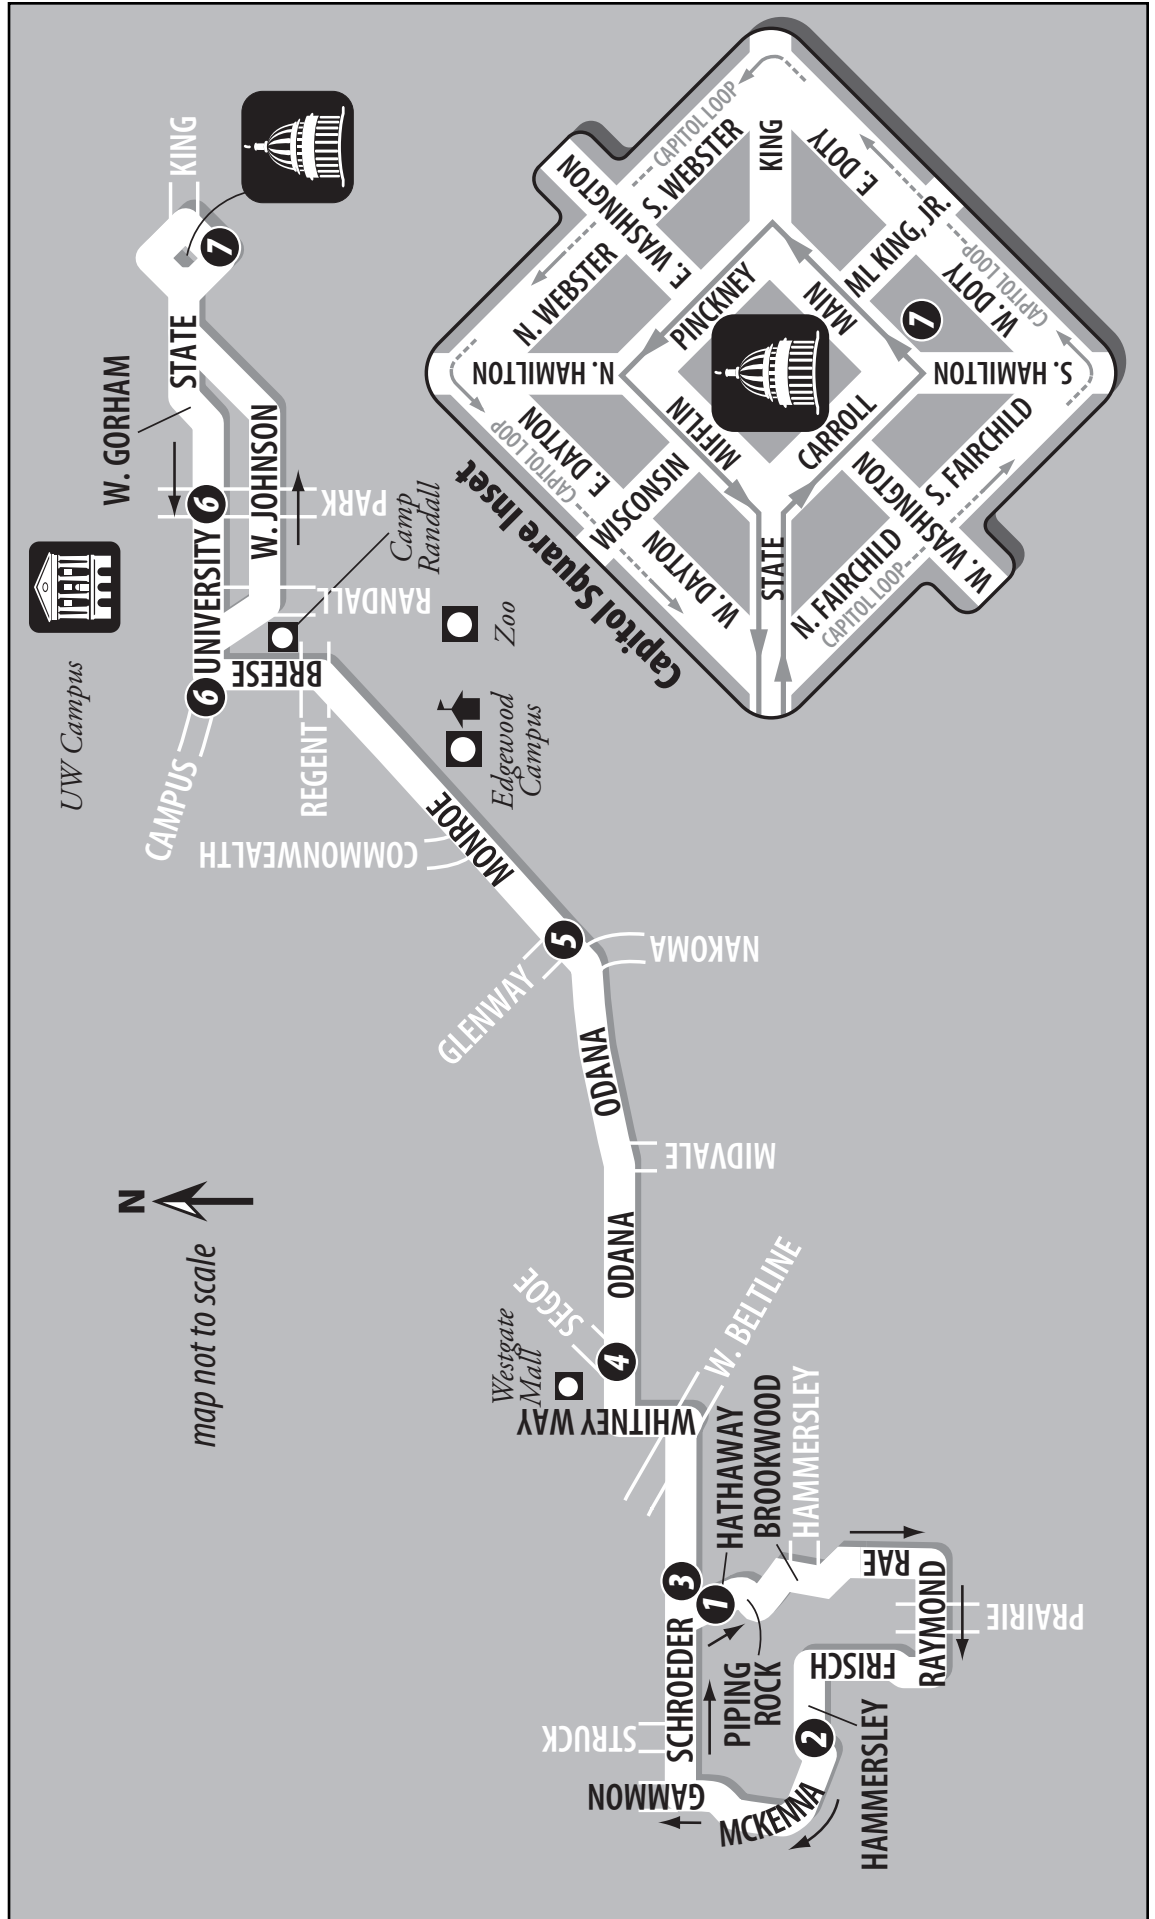 UW Campus
W. GORHAM
KING
STATE
7
UNIVERSITY
6
6
W. JOHNSON
PARK
RANDALL
Camp
Randall
CAMPUS
BREESE
REGENT
Zoo
Edgewood
Campus
COMMONWEALTH
MONROE
GLENWAY
5
NAKOMA
ODANA
MIDVALE
ODANA
N
map not to scale
SEGOE
4
Westgate
Mall
WHITNEY WAY
W. BELTLINE
HATHAWAY
BROOKWOOD
HAMMERSLEY
3
1
SCHROEDER
STRUCK
PIPING
ROCK
RAE
RAYMOND
PRAIRIE
FRISCH
HAMMERSLEY
2
MCKENNA
GAMMON
Capitol Square Inset
CAPITOL LOOP
S. WEBSTER
KING
E. DOTY
E. WASHINGTON
N. WEBSTER
PINCKNEY
MAIN
ML KING, JR.
W. DOTY
CAPITOL LOOP
7
N. HAMILTON
S. HAMILTON
MIFFLIN
CARROLL
E. DAYTON
CAPITOL LOOP
WISCONSIN
W. DAYTON
STATE
W. WASHINGTON
S. FAIRCHILD
N. FAIRCHILD
CAPITOL LOOP